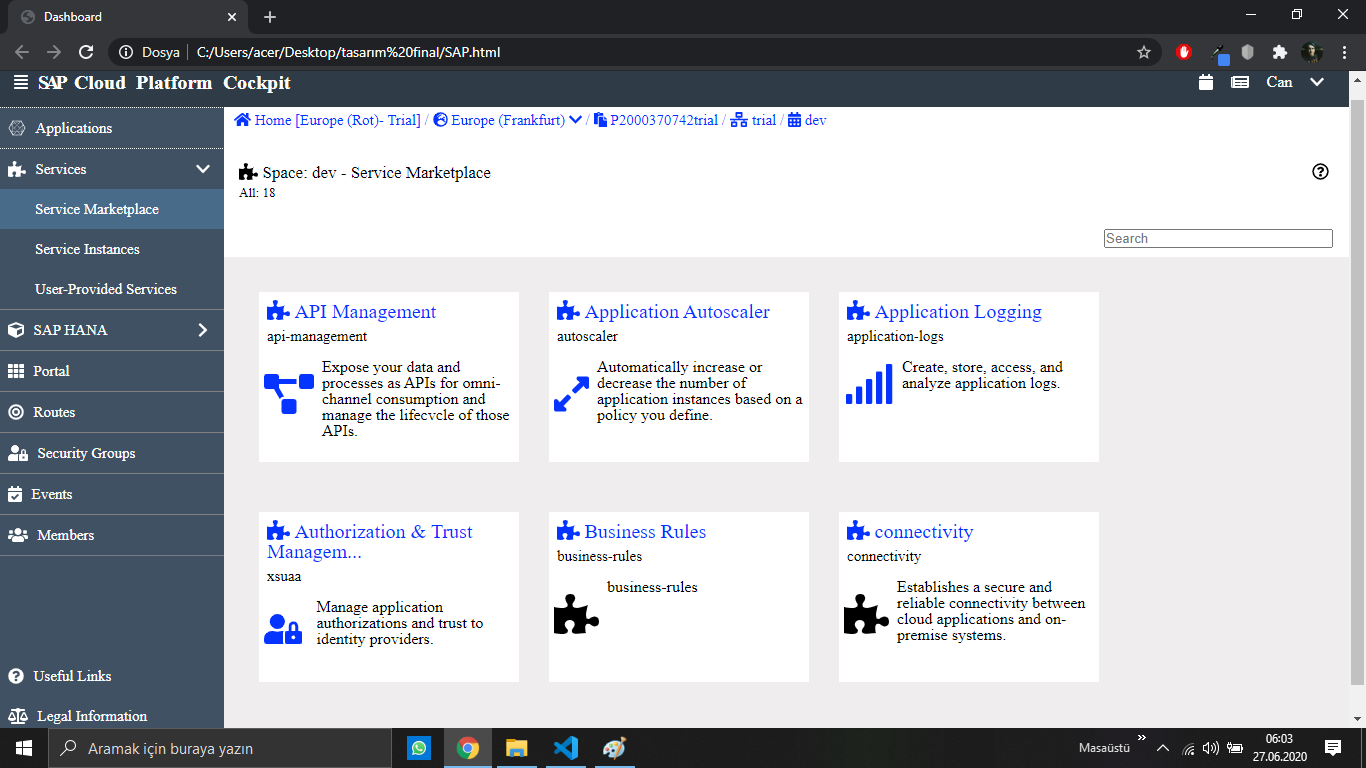 Dashboard
Dosya C:/Users/acer/Desktop/tasarım%20final/SAP.html
SAP Cloud Platform Cockpit
Can
Applications
Services
Service Marketplace
Service Instances
User-Provided Services
SAP HANA
Portal
Routes
Security Groups
Events
Members
Useful Links
Legal Information
Home [Europe (Rot)- Trial] / Europe (Frankfurt) / P2000370742trial / trial / dev
Space: dev - Service Marketplace
All: 18
Search
API Management
api-management
Expose your data and
processes as APIs for omni-
channel consumption and
manage the lifecycle of those
APIs.
Application Autoscaler
autoscaler
Automatically increase or
decrease the number of
application instances based on a
policy you define.
Application Logging
application-logs
Create, store, access, and
analyze application logs.
Authorization & Trust
Managem...
xsuaa
Manage application
authorizations and trust to
identity providers.
Business Rules
business-rules
business-rules
connectivity
connectivity
Establishes a secure and
reliable connectivity between
cloud applications and on-
premise systems.
Aramak için buraya yazın
Masaüstü
06:03
27.06.2020